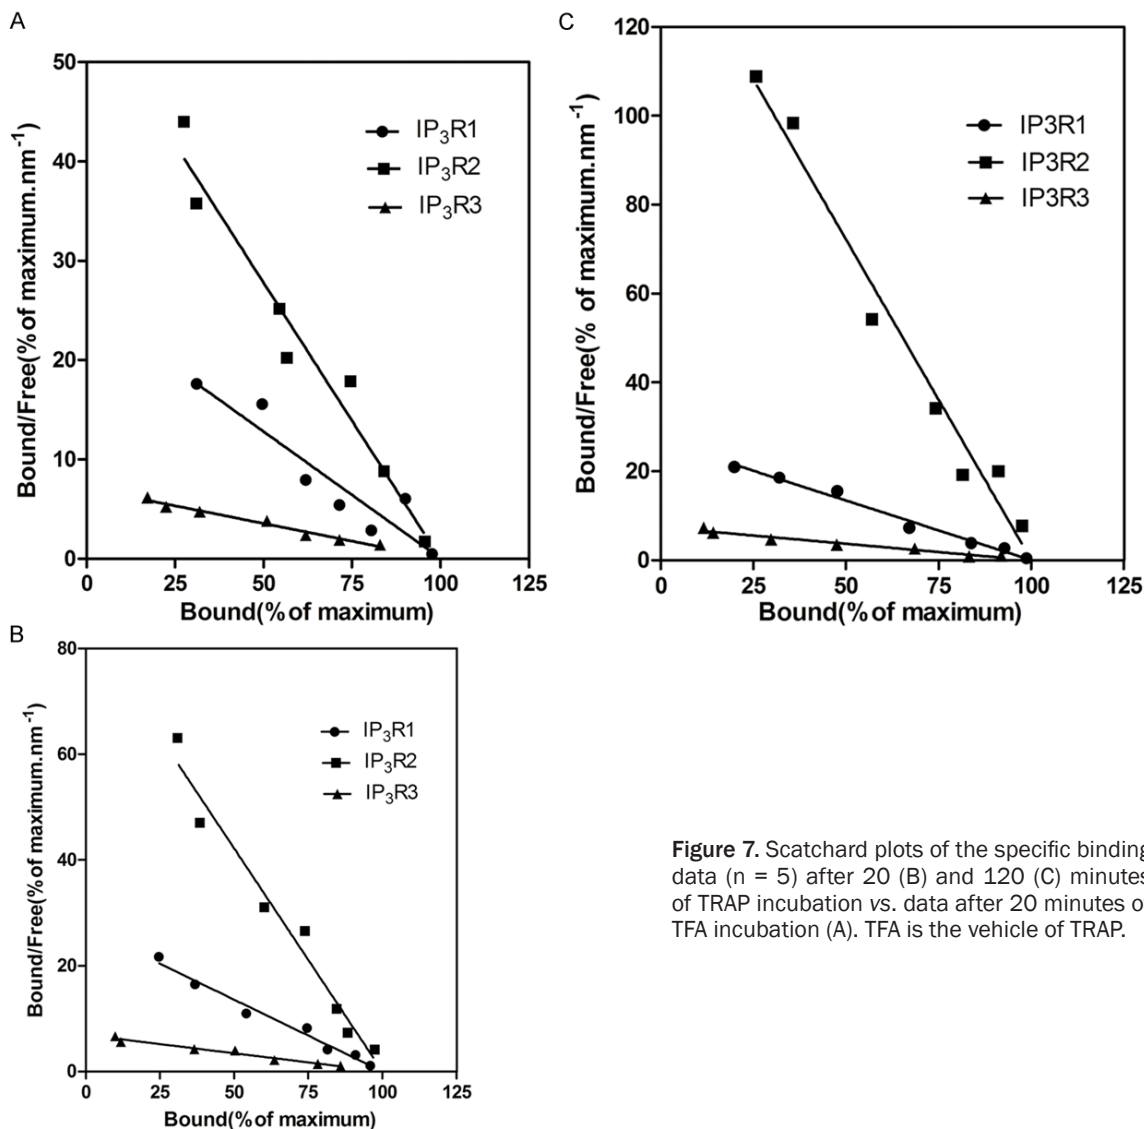 A
50
40
30
20
10
0
Bound/Free(% of maximum.nm⁻¹)
IP₃R1
IP₃R2
IP₃R3
0 25 50 75 100 125
Bound(% of maximum)
C
120
100
80
60
40
20
0
Bound/Free(% of maximum.nm⁻¹)
IP3R1
IP3R2
IP3R3
0 25 50 75 100 125
Bound(% of maximum)
B
80
60
40
20
0
Bound/Free(% of maximum.nm⁻¹)
IP₃R1
IP₃R2
IP₃R3
0 25 50 75 100 125
Bound(% of maximum)
Figure 7. Scatchard plots of the specific binding
data (n = 5) after 20 (B) and 120 (C) minutes
of TRAP incubation vs. data after 20 minutes o
TFA incubation (A). TFA is the vehicle of TRAP.